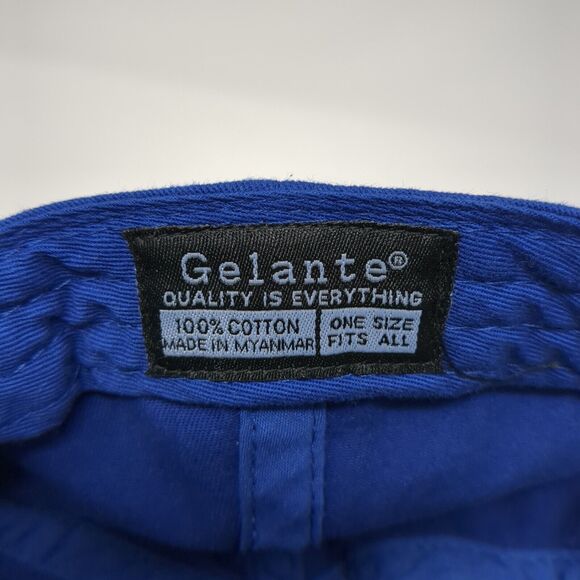 Gelante®
QUALITY IS EVERYTHING
100% COTTON
MADE IN MYANMAR
ONE SIZE
FITS ALL